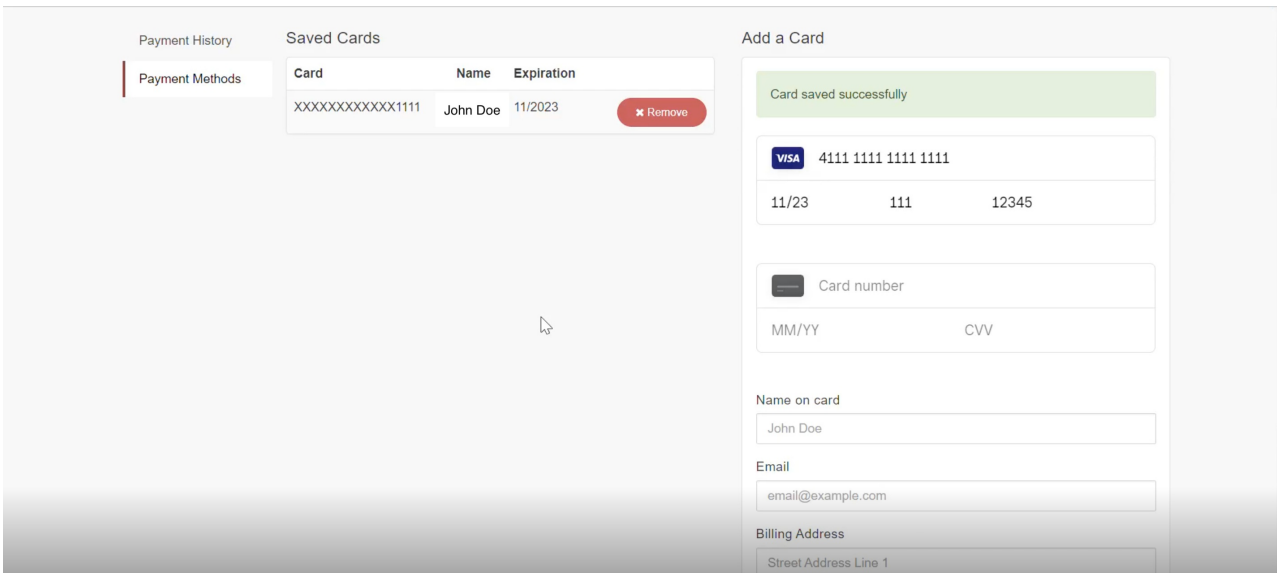 Payment History
Payment Methods
Saved Cards
Card Name Expiration
XXXXXXXXXXXX1111 John Doe 11/2023 ✖ Remove
Add a Card
Card saved successfully
VISA 4111 1111 1111 1111
11/23 111 12345
Card number
MM/YY CVV
Name on card
John Doe
Email
email@example.com
Billing Address
Street Address Line 1